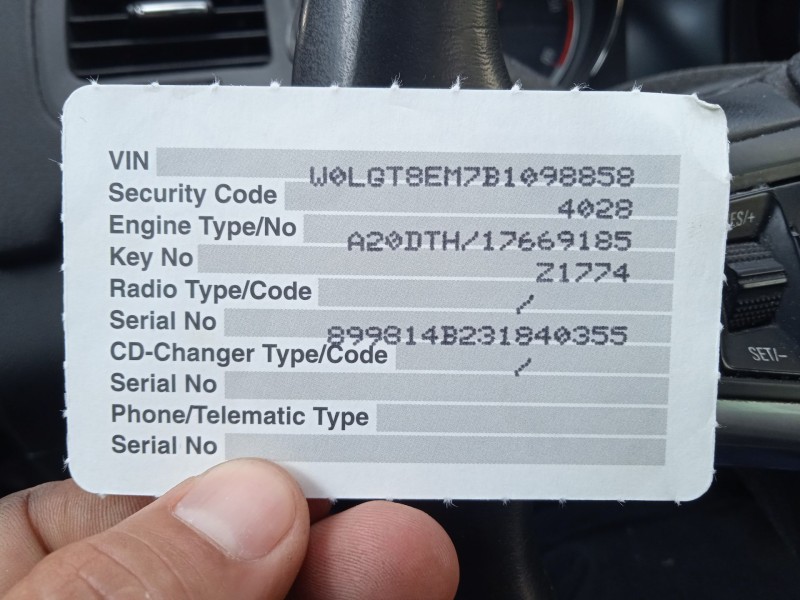 VIN W0LGT8EM7B1098858
Security Code 4028
Engine Type/No A20DTH/17669185
Key No Z1774
Radio Type/Code /
Serial No 899814B231840355
CD-Changer Type/Code /
Serial No
Phone/Telematic Type
Serial No
SET/-